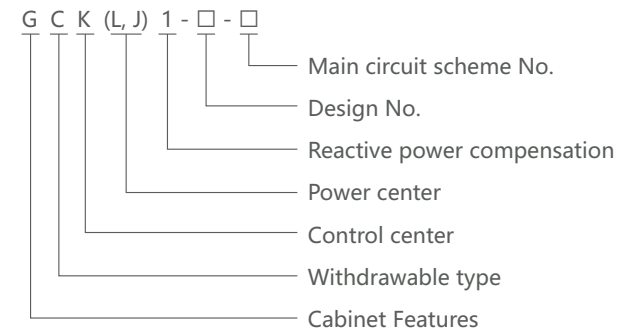 G C K (L, J) 1 - □ - □
Main circuit scheme No.
Design No.
Reactive power compensation
Power center
Control center
Withdrawable type
Cabinet Features